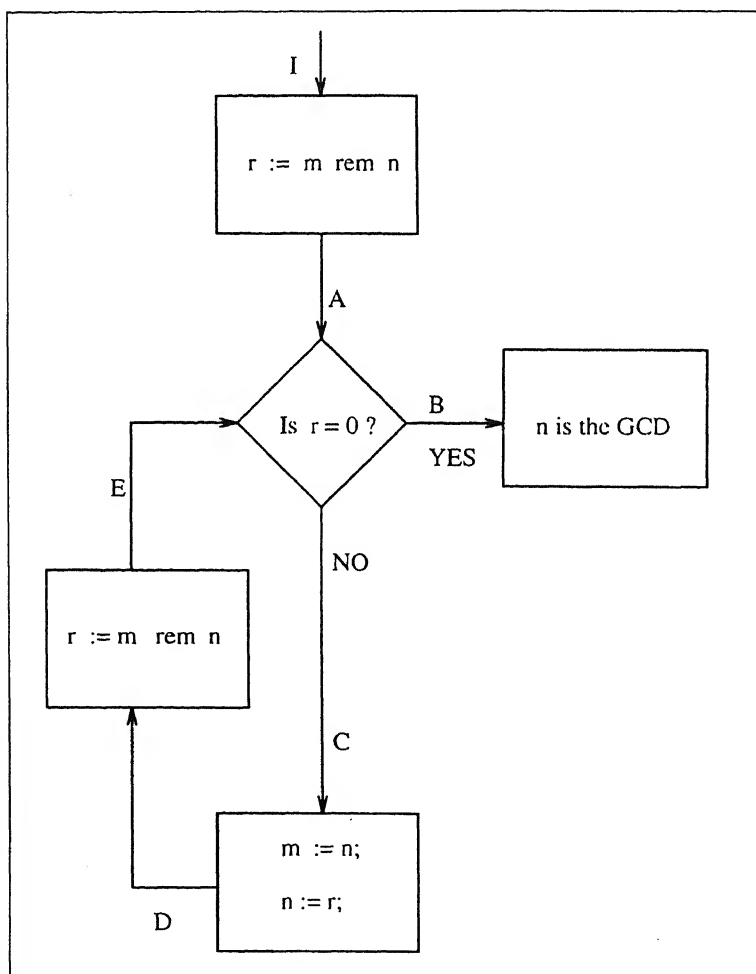 I
r := m rem n
A
Is r = 0 ?
B
YES
n is the GCD
E
NO
r := m rem n
C
m := n;
n := r;
D